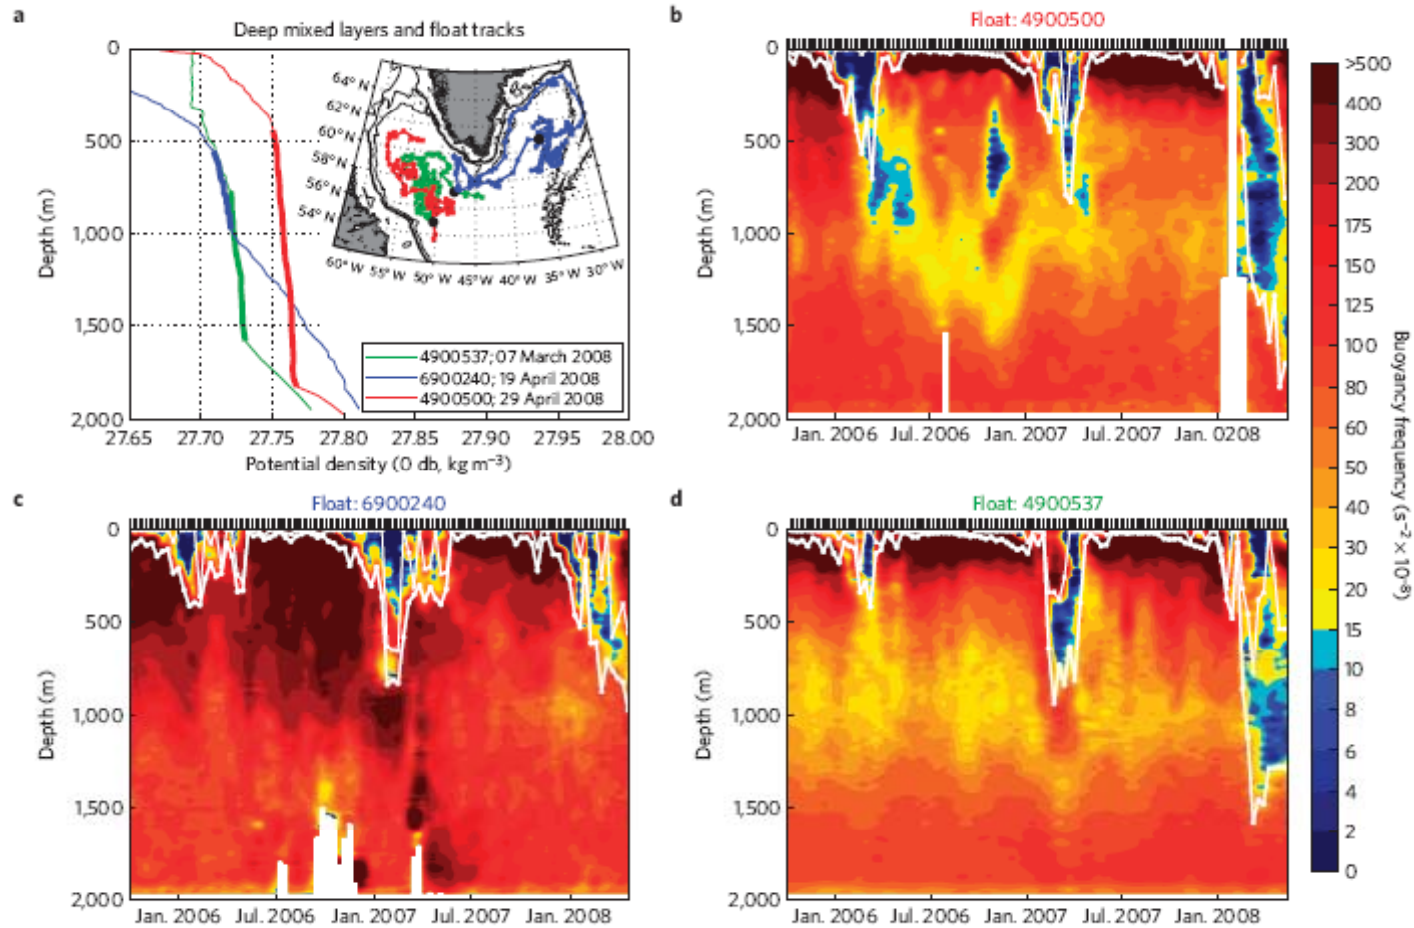 a
Deep mixed layers and float tracks
0
500
1,000
1,500
2,000
Depth (m)
27.65 27.70 27.75 27.80 27.85 27.90 27.95 28.00
Potential density (0 db, kg m⁻³)
64° N
62° N
60° N
58° N
56° N
54° N
60° W 55° W 50° W 45° W 40° W 35° W 30° W
4900537; 07 March 2008
6900240; 19 April 2008
4900500; 29 April 2008
b
Float: 4900500
0
500
1,000
1,500
2,000
Depth (m)
Jan. 2006 Jul. 2006 Jan. 2007 Jul. 2007 Jan. 0208
>500
400
300
200
175
150
125
100
80
60
50
40
30
20
15
10
8
6
4
2
0
Buoyancy frequency (s⁻² × 10⁻⁸)
c
Float: 6900240
0
500
1,000
1,500
2,000
Depth (m)
Jan. 2006 Jul. 2006 Jan. 2007 Jul. 2007 Jan. 2008
d
Float: 4900537
0
500
1,000
1,500
2,000
Depth (m)
Jan. 2006 Jul. 2006 Jan. 2007 Jul. 2007 Jan. 2008